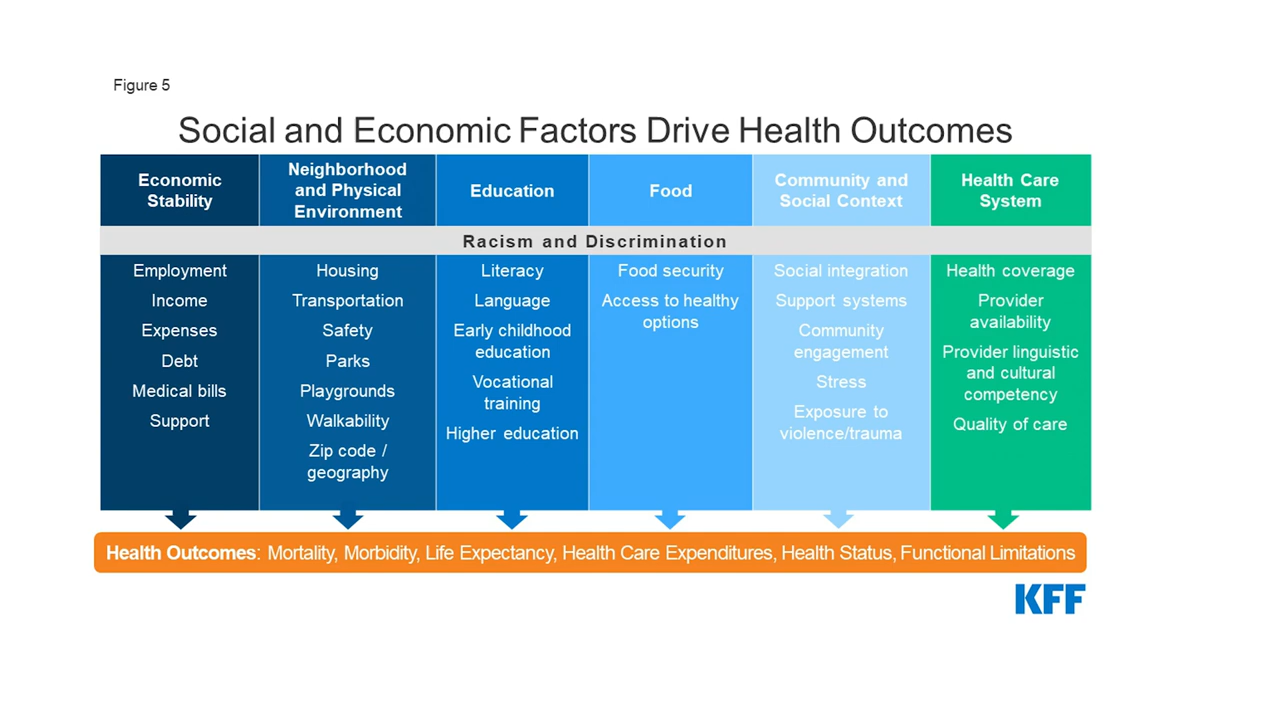 Figure 5
Social and Economic Factors Drive Health Outcomes
Economic
Stability
Neighborhood
and Physical
Environment
Education
Food
Community and
Social Context
Health Care
System
Racism and Discrimination
Employment
Income
Expenses
Debt
Medical bills
Support
Housing
Transportation
Safety
Parks
Playgrounds
Walkability
Zip code /
geography
Literacy
Language
Early childhood
education
Vocational
training
Higher education
Food security
Access to healthy
options
Social integration
Support systems
Community
engagement
Stress
Exposure to
violence/trauma
Health coverage
Provider
availability
Provider linguistic
and cultural
competency
Quality of care
Health Outcomes: Mortality, Morbidity, Life Expectancy, Health Care Expenditures, Health Status, Functional Limitations
KFF